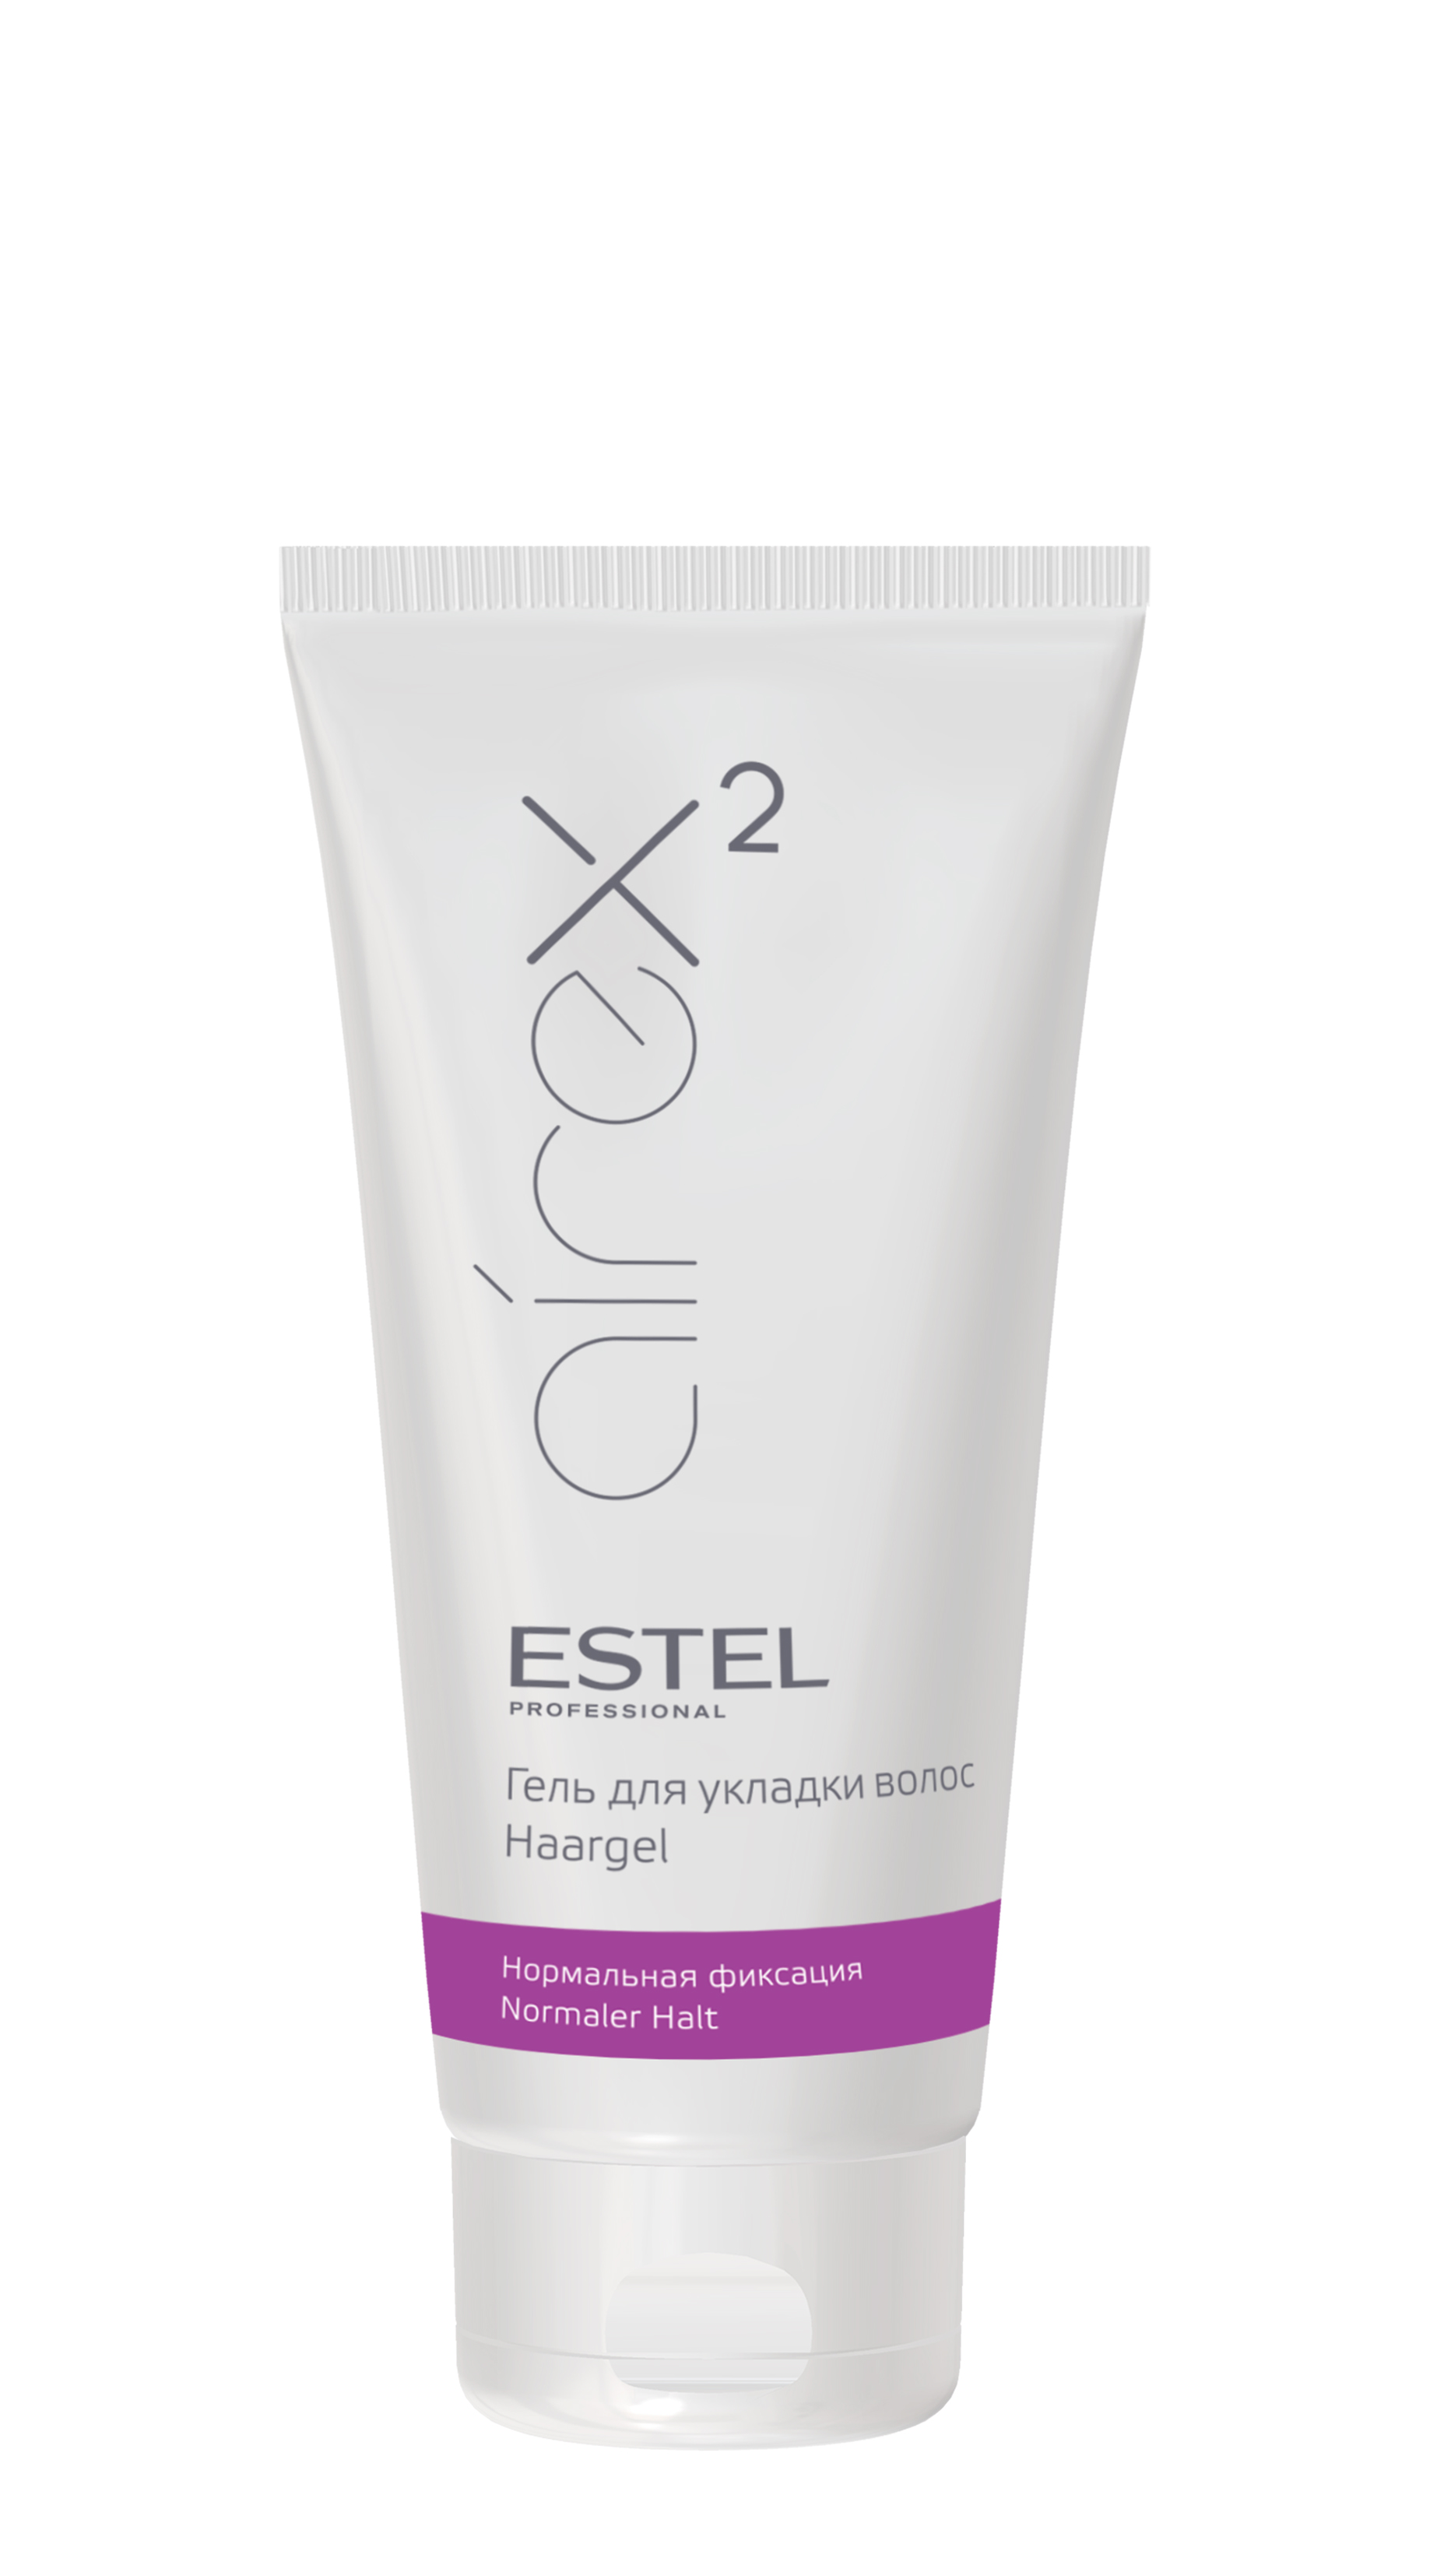 airex²
ESTEL
PROFESSIONAL
Гель для укладки волос
Haargel
Нормальная фиксация
Normaler Halt